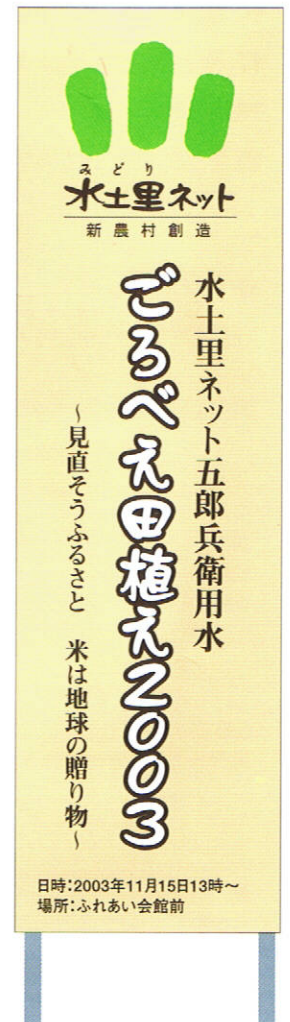 みどり
水土里ネット
新農村創造
水土里ネット五郎兵衛用水
ごろべえ田植え2003
~見直そうふるさと 米は地球の贈り物~
日時:2003年11月15日13時~
場所:ふれあい会館前